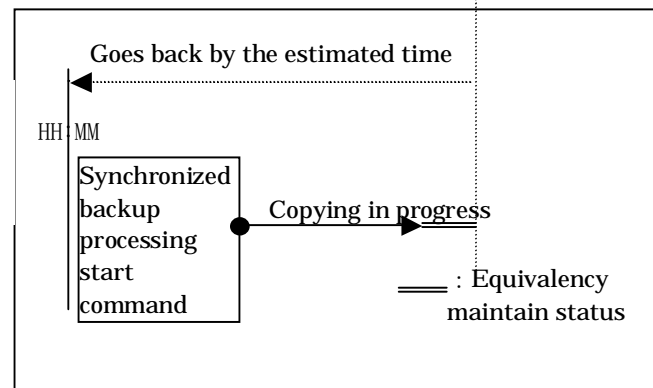 Goes back by the estimated time
HH:MM
Synchronized
backup
processing
start
command
Copying in progress
: Equivalency
maintain status